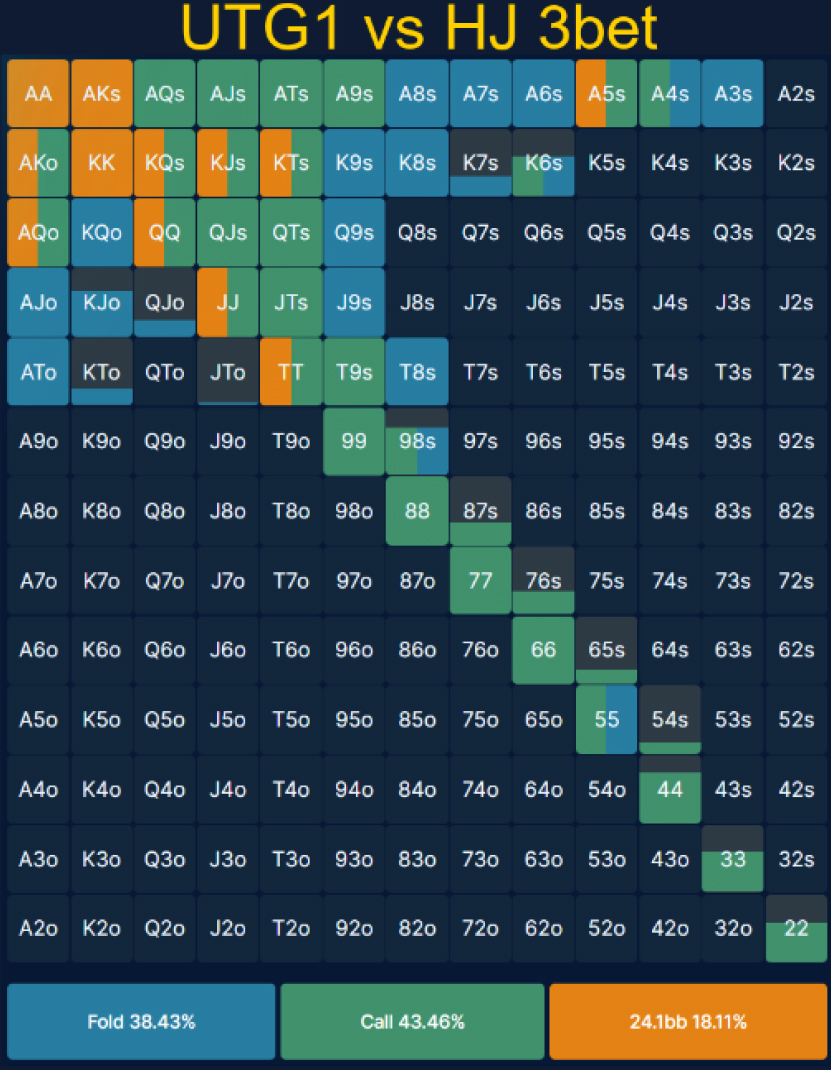 UTG1 vs HJ 3bet
AA AKs AQs AJs ATs A9s A8s A7s A6s A5s A4s A3s A2s
AKo KK KQs KJs KTs K9s K8s K7s K6s K5s K4s K3s K2s
AQo KQo QQ QJs QTs Q9s Q8s Q7s Q6s Q5s Q4s Q3s Q2s
AJo KJo QJo JJ JTs J9s J8s J7s J6s J5s J4s J3s J2s
ATo KTo QTo JTo TT T9s T8s T7s T6s T5s T4s T3s T2s
A9o K9o Q9o J9o T9o 99 98s 97s 96s 95s 94s 93s 92s
A8o K8o Q8o J8o T8o 98o 88 87s 86s 85s 84s 83s 82s
A7o K7o Q7o J7o T7o 97o 87o 77 76s 75s 74s 73s 72s
A6o K6o Q6o J6o T6o 96o 86o 76o 66 65s 64s 63s 62s
A5o K5o Q5o J5o T5o 95o 85o 75o 65o 55 54s 53s 52s
A4o K4o Q4o J4o T4o 94o 84o 74o 64o 54o 44 43s 42s
A3o K3o Q3o J3o T3o 93o 83o 73o 63o 53o 43o 33 32s
A2o K2o Q2o J2o T2o 92o 82o 72o 62o 52o 42o 32o 22
Fold 38.43% Call 43.46% 24.1bb 18.11%